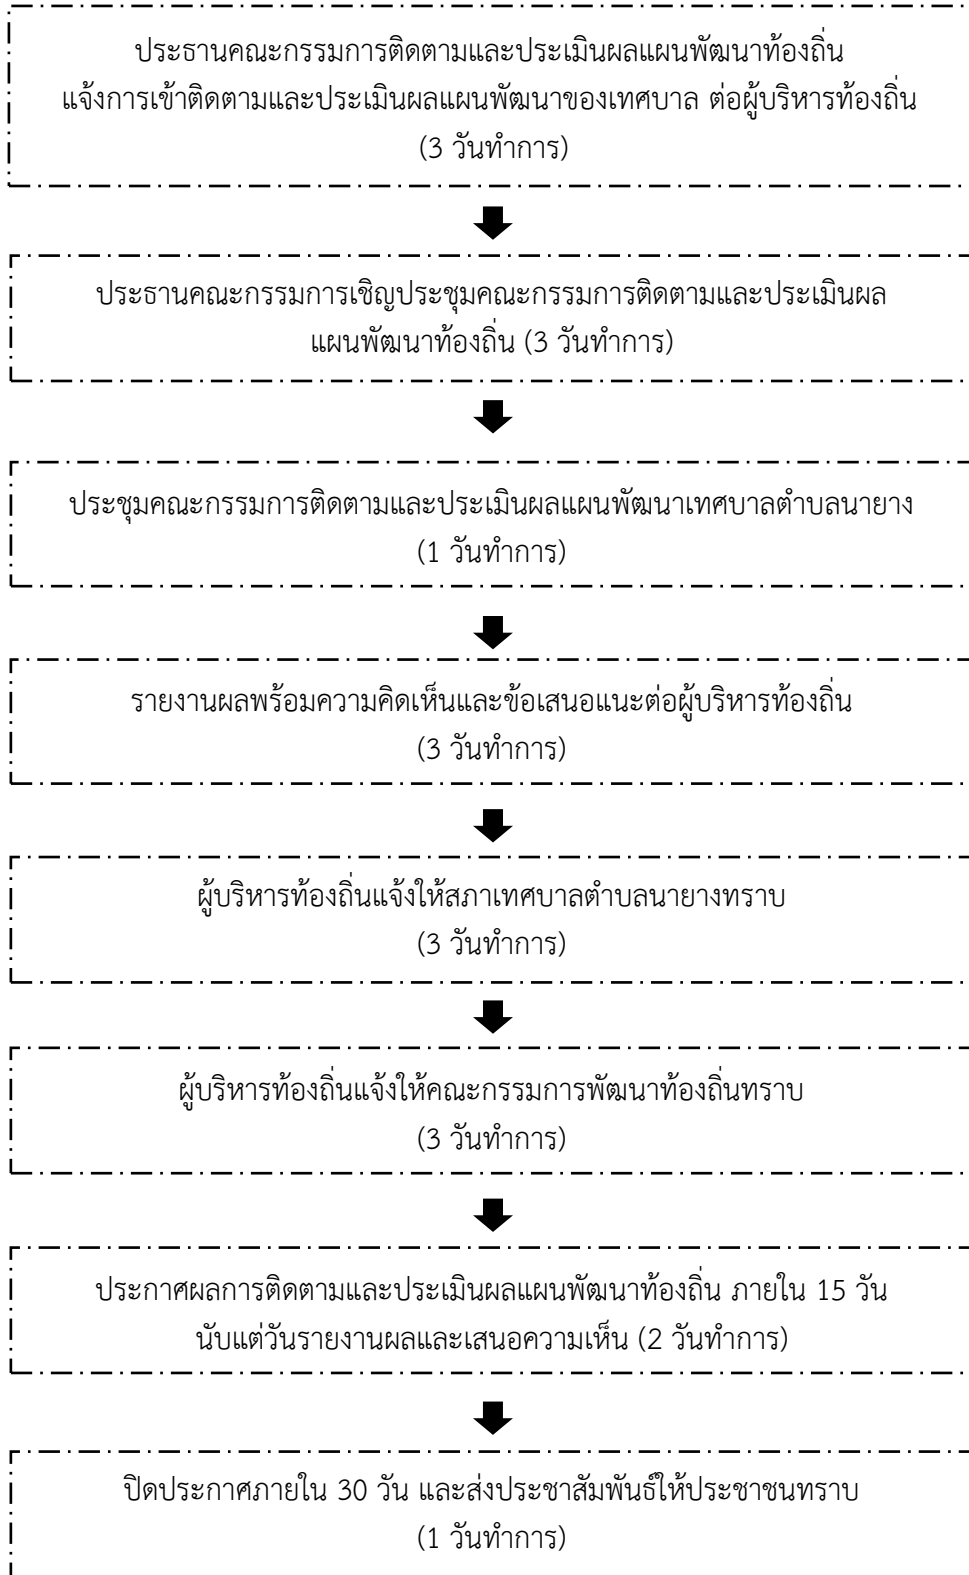 ประธานคณะกรรมการติดตามและประเมินผลแผนพัฒนาท้องถิ่น
แจ้งการเข้าติดตามและประเมินผลแผนพัฒนาของเทศบาล ต่อผู้บริหารท้องถิ่น
(3 วันทำการ)
ประธานคณะกรรมการเชิญประชุมคณะกรรมการติดตามและประเมินผล
แผนพัฒนาท้องถิ่น (3 วันทำการ)
ประชุมคณะกรรมการติดตามและประเมินผลแผนพัฒนาเทศบาลตำบลนายาง
(1 วันทำการ)
รายงานผลพร้อมความคิดเห็นและข้อเสนอแนะต่อผู้บริหารท้องถิ่น
(3 วันทำการ)
ผู้บริหารท้องถิ่นแจ้งให้สภาเทศบาลตำบลนายางทราบ
(3 วันทำการ)
ผู้บริหารท้องถิ่นแจ้งให้คณะกรรมการพัฒนาท้องถิ่นทราบ
(3 วันทำการ)
ประกาศผลการติดตามและประเมินผลแผนพัฒนาท้องถิ่น ภายใน 15 วัน
นับแต่วันรายงานผลและเสนอความเห็น (2 วันทำการ)
ปิดประกาศภายใน 30 วัน และส่งประชาสัมพันธ์ให้ประชาชนทราบ
(1 วันทำการ)